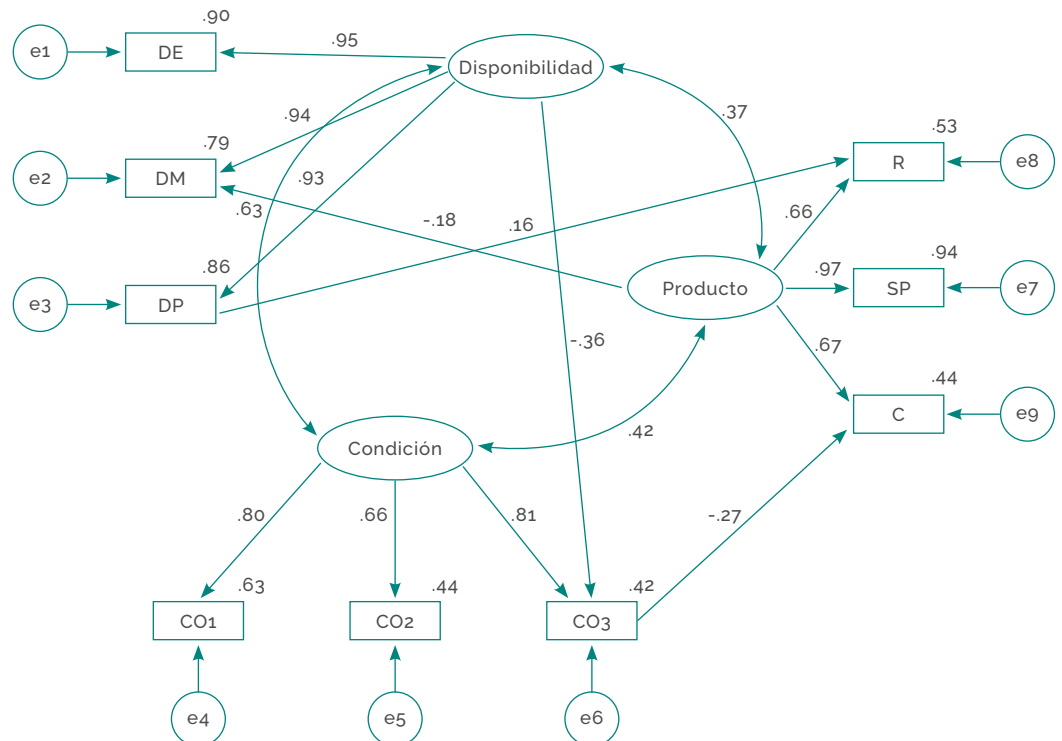 .90
.95
e1
DE
Disponibilidad
.37
.94
.79
e2
DM
.93
.63
.53
R
e8
-.18
.16
.66
.86
e3
DP
Producto
.97
.94
SP
e7
-.36
.67
.44
C
e9
Condición
.42
.80
.66
.81
-.27
.63
.44
.42
CO1
CO2
CO3
e4
e5
e6